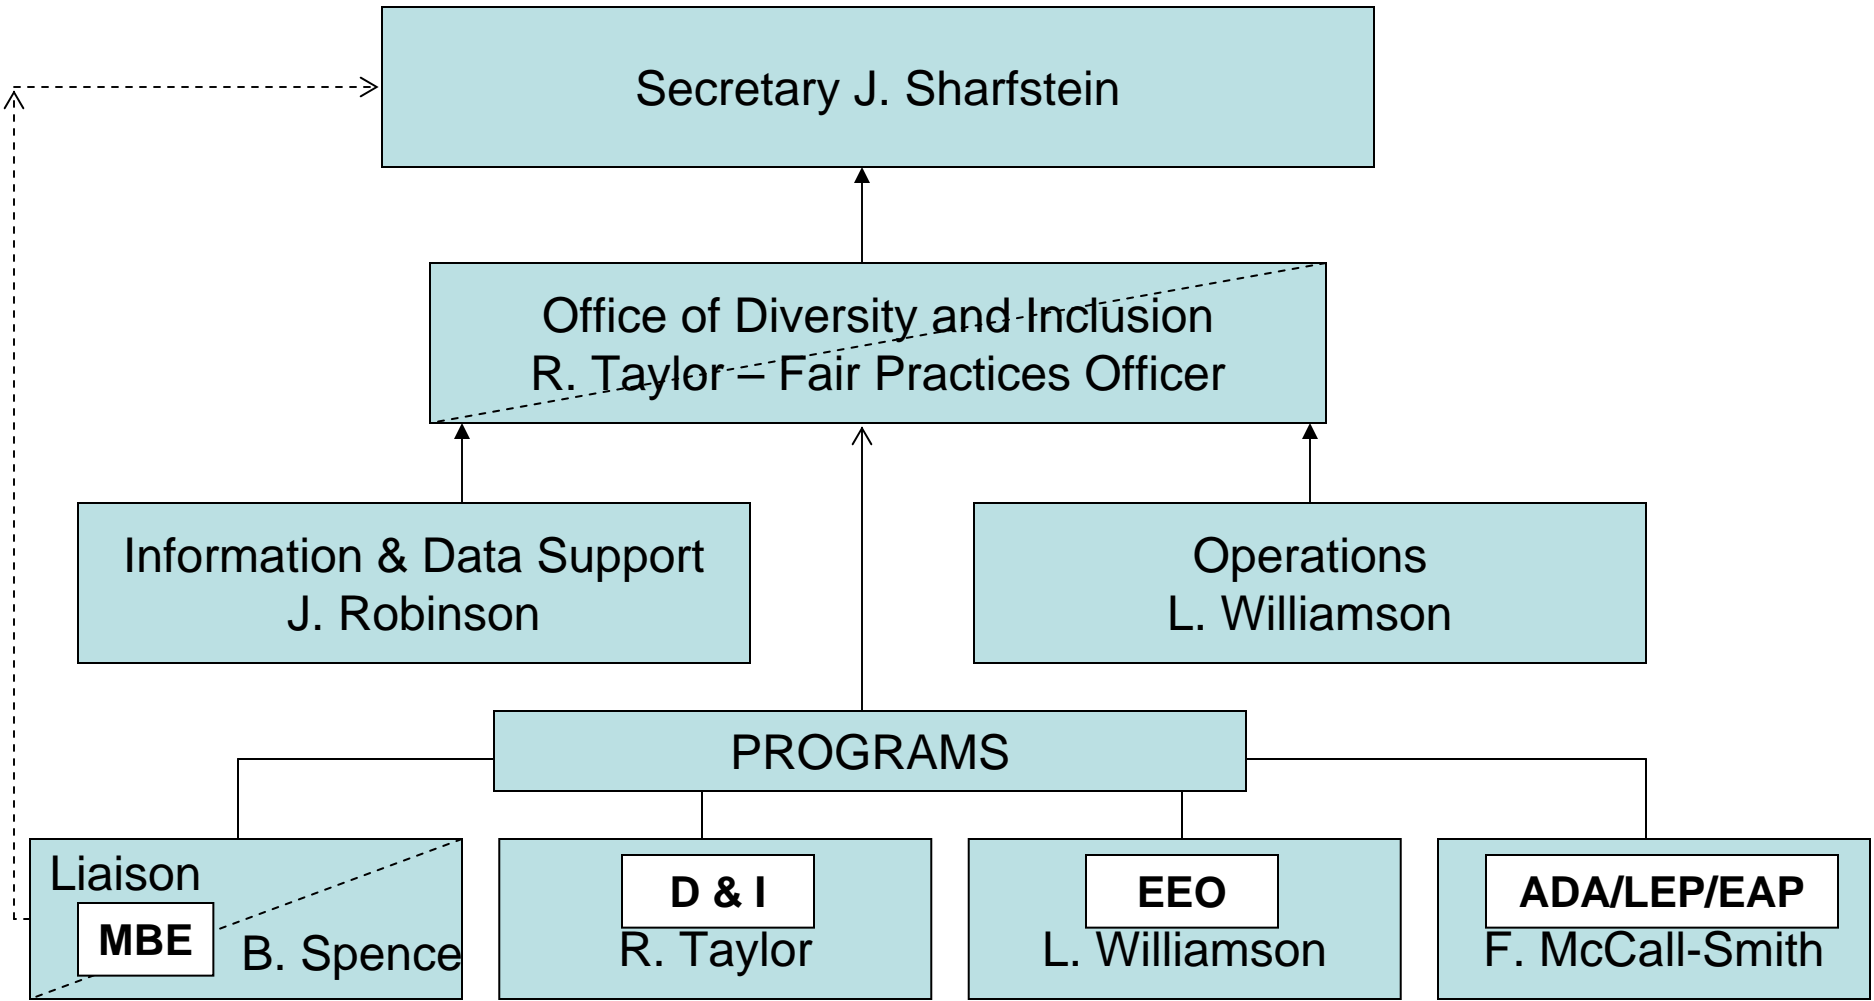 Secretary J. Sharfstein
Office of Diversity and Inclusion
R. Taylor – Fair Practices Officer
Information & Data Support
J. Robinson
Operations
L. Williamson
PROGRAMS
Liaison
MBE
B. Spence
D & I
R. Taylor
EEO
L. Williamson
ADA/LEP/EAP
F. McCall-Smith